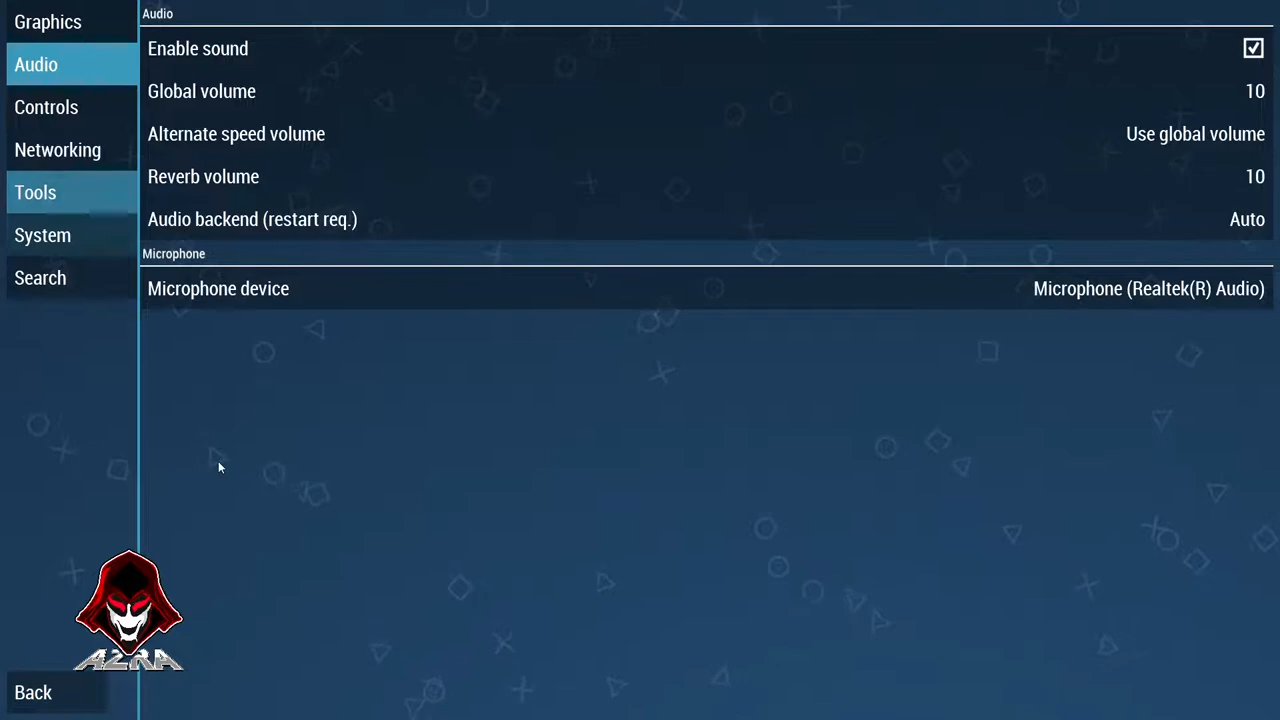 Graphics
Audio
Controls
Networking
Tools
System
Search
Back
Audio
Enable sound
Global volume 10
Alternate speed volume Use global volume
Reverb volume 10
Audio backend (restart req.) Auto
Microphone
Microphone device Microphone (Realtek(R) Audio)
AZRA